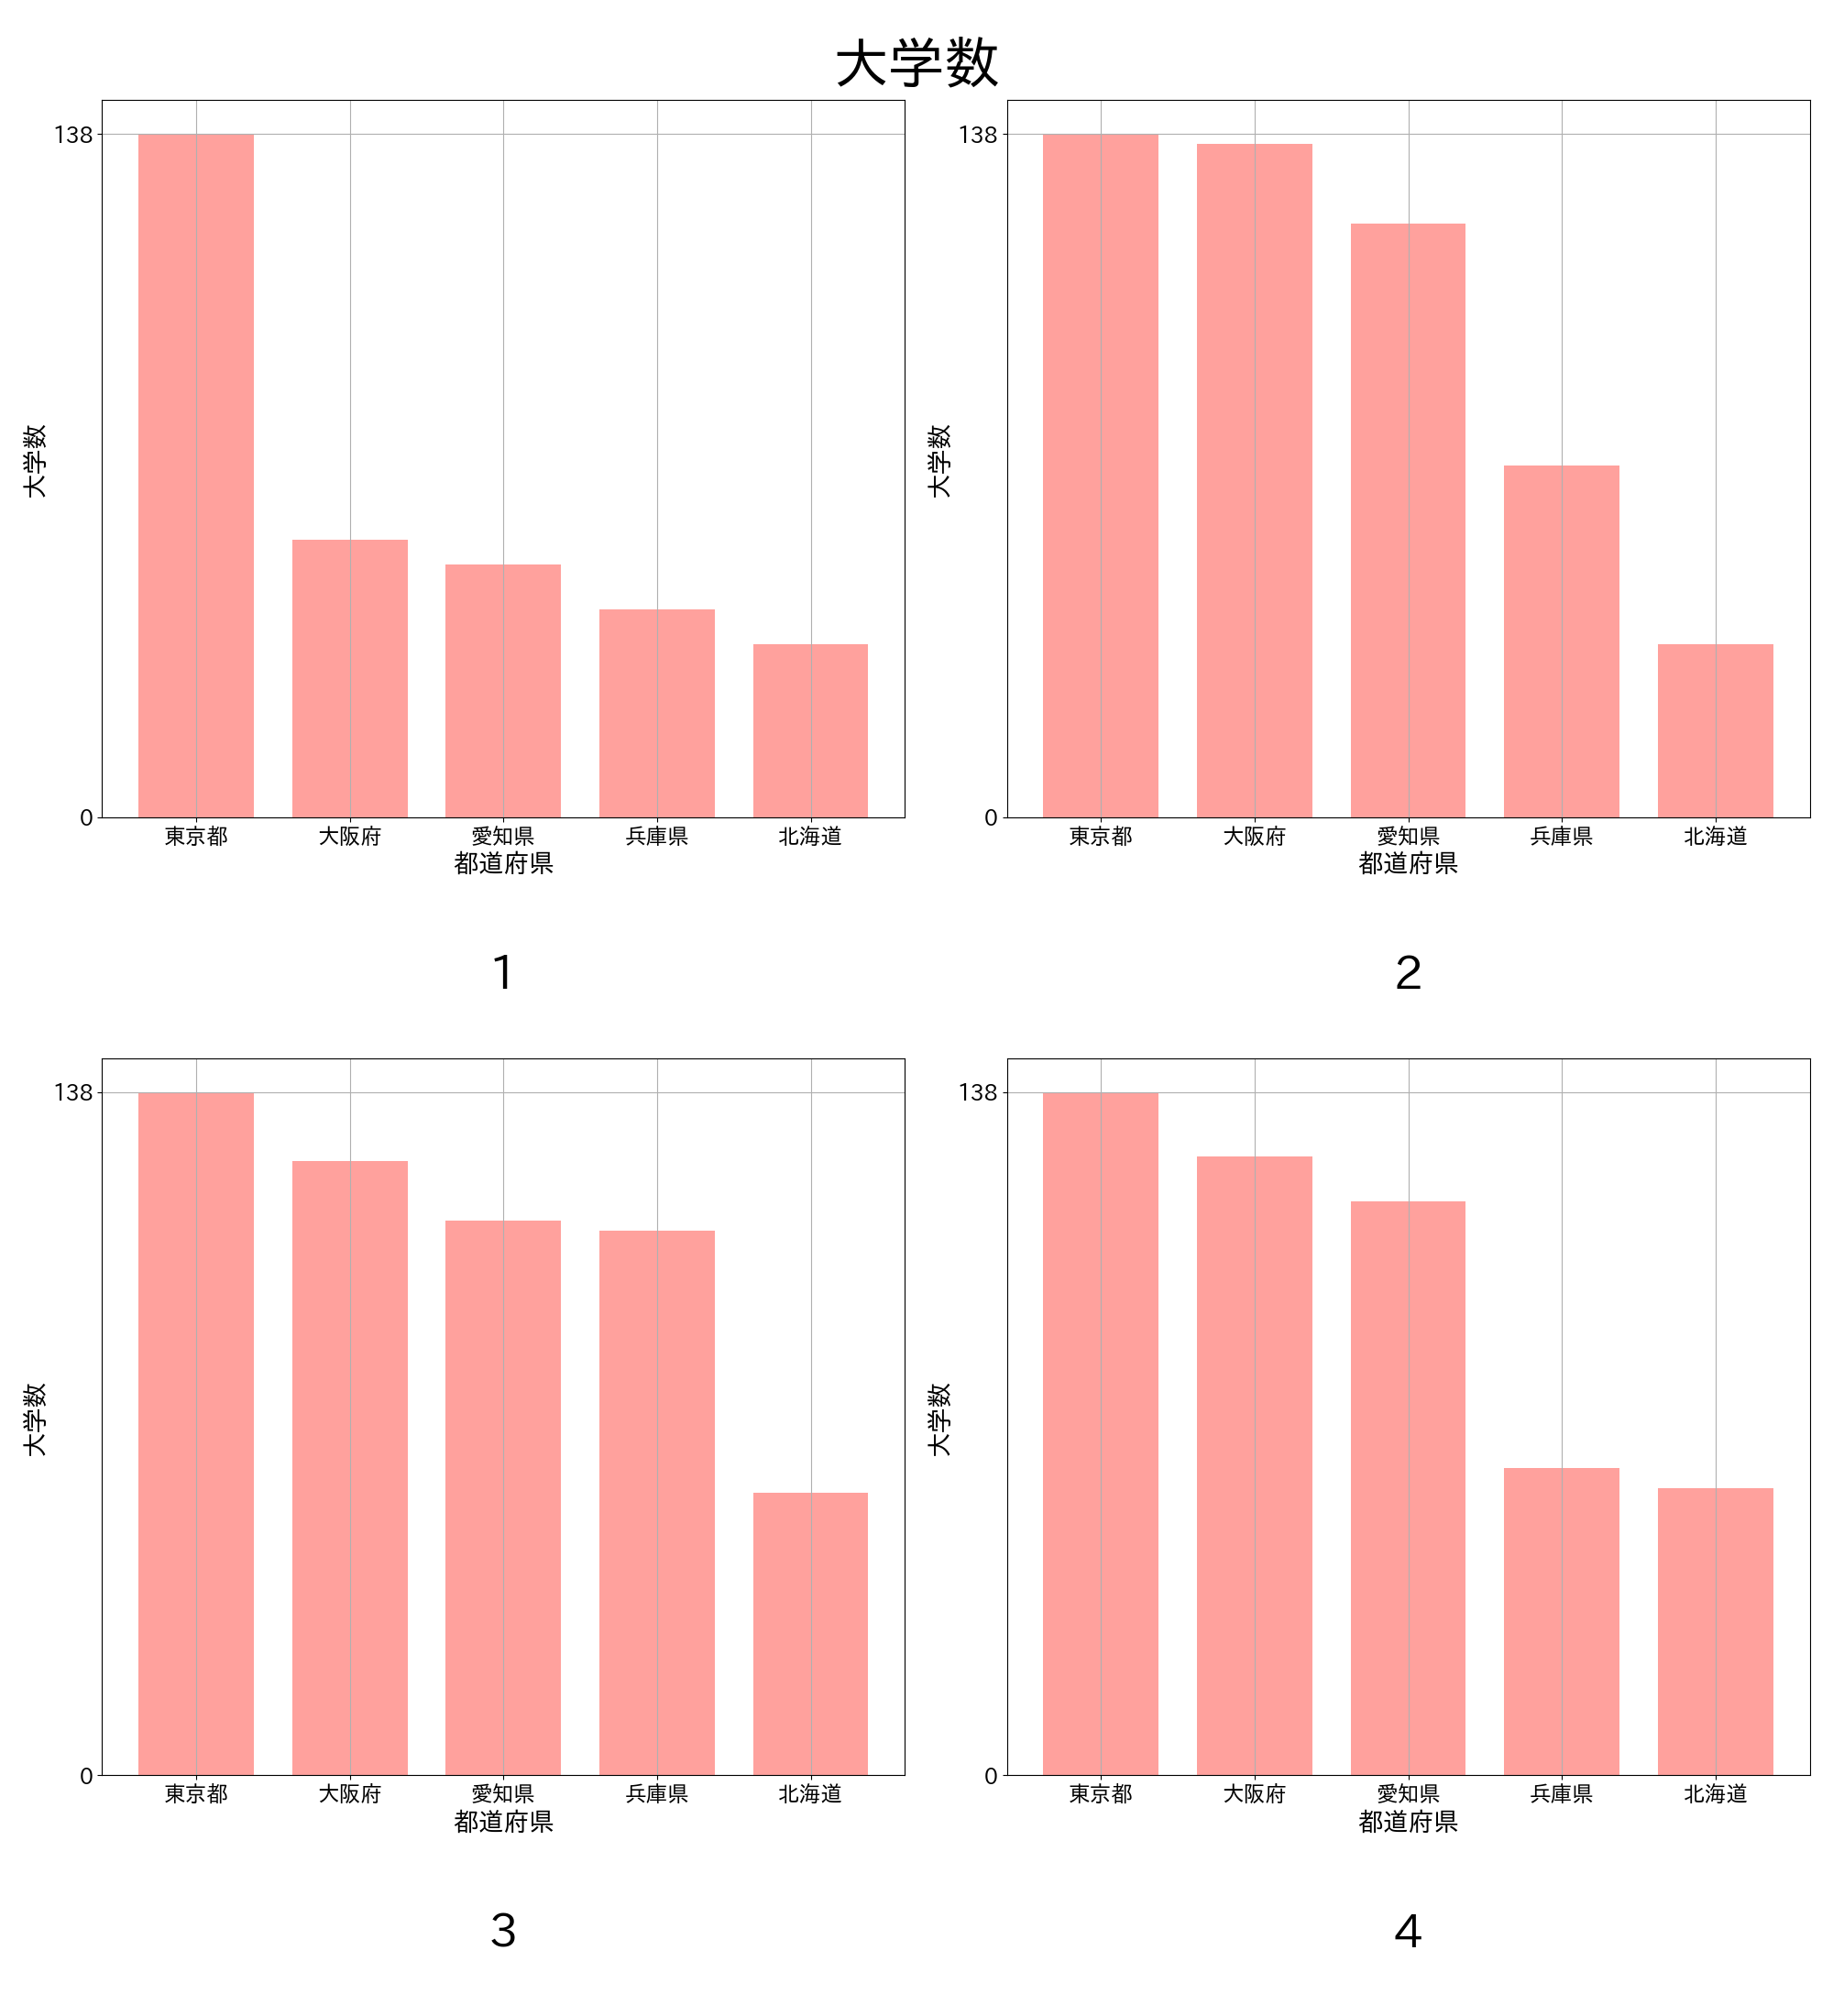 大学数
138
0
大学数
東京都 大阪府 愛知県 兵庫県 北海道
都道府県
1
138
0
大学数
東京都 大阪府 愛知県 兵庫県 北海道
都道府県
2
138
0
大学数
東京都 大阪府 愛知県 兵庫県 北海道
都道府県
3
138
0
大学数
東京都 大阪府 愛知県 兵庫県 北海道
都道府県
4